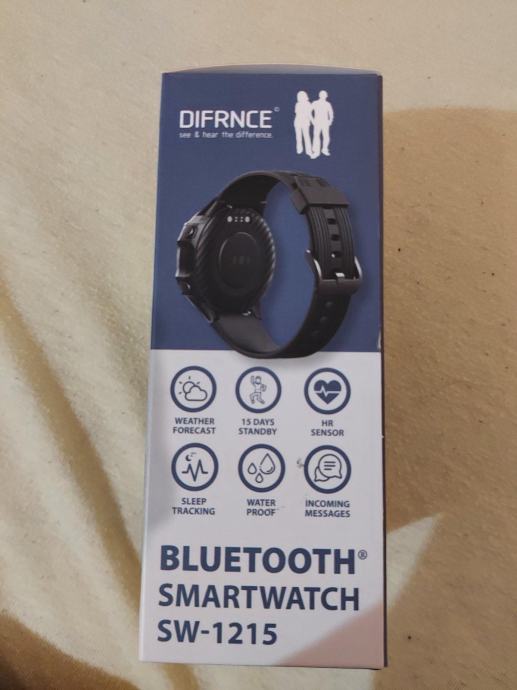 DIFRNCE©
see & hear the difference.
WEATHER
FORECAST
15 DAYS
STANDBY
HR
SENSOR
SLEEP
TRACKING
WATER
PROOF
INCOMING
MESSAGES
BLUETOOTH®
SMARTWATCH
SW-1215